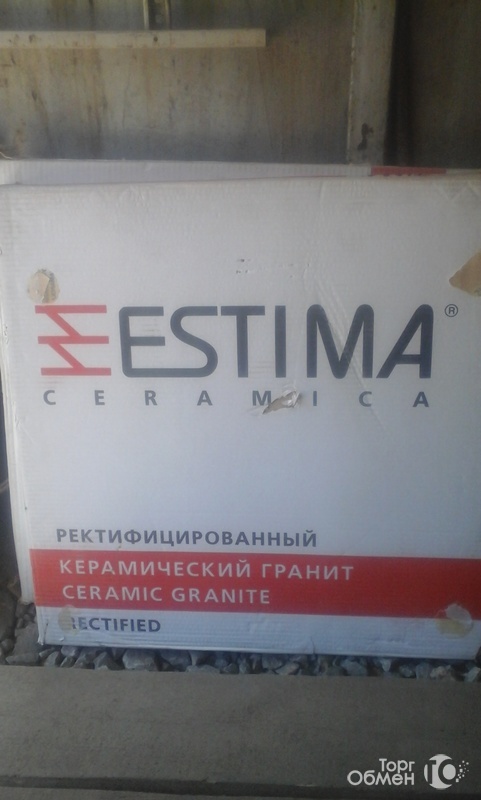 ESTIMA®
CERAMICA
РЕКТИФИЦИРОВАННЫЙ
КЕРАМИЧЕСКИЙ ГРАНИТ
CERAMIC GRANITE
RECTIFIED
Торг
Обмен